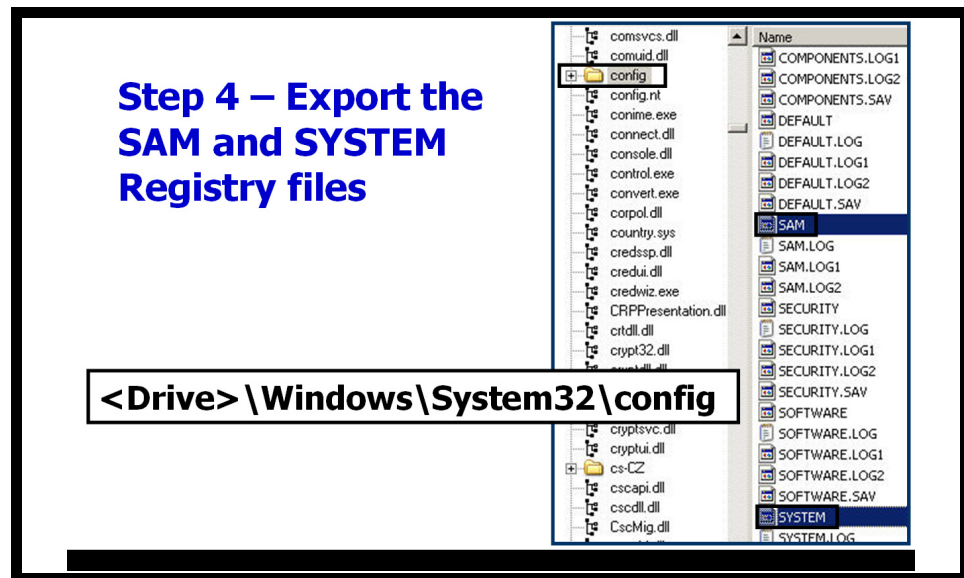 Step 4 – Export the
SAM and SYSTEM
Registry files
<Drive>\Windows\System32\config
comsvcs.dll
comuid.dll
config
config.nt
conime.exe
connect.dll
console.dll
control.exe
convert.exe
corpol.dll
country.sys
credssp.dll
credui.dll
credwiz.exe
CRPPresentation.dll
crtdll.dll
crypt32.dll
cryptsvc.dll
cryptui.dll
cs-CZ
cscapi.dll
cscdll.dll
CscMig.dll
Name
COMPONENTS.LOG1
COMPONENTS.LOG2
COMPONENTS.SAV
DEFAULT
DEFAULT.LOG
DEFAULT.LOG1
DEFAULT.LOG2
DEFAULT.SAV
SAM
SAM.LOG
SAM.LOG1
SAM.LOG2
SECURITY
SECURITY.LOG
SECURITY.LOG1
SECURITY.LOG2
SECURITY.SAV
SOFTWARE
SOFTWARE.LOG
SOFTWARE.LOG1
SOFTWARE.LOG2
SOFTWARE.SAV
SYSTEM
SYSTEM.LOG